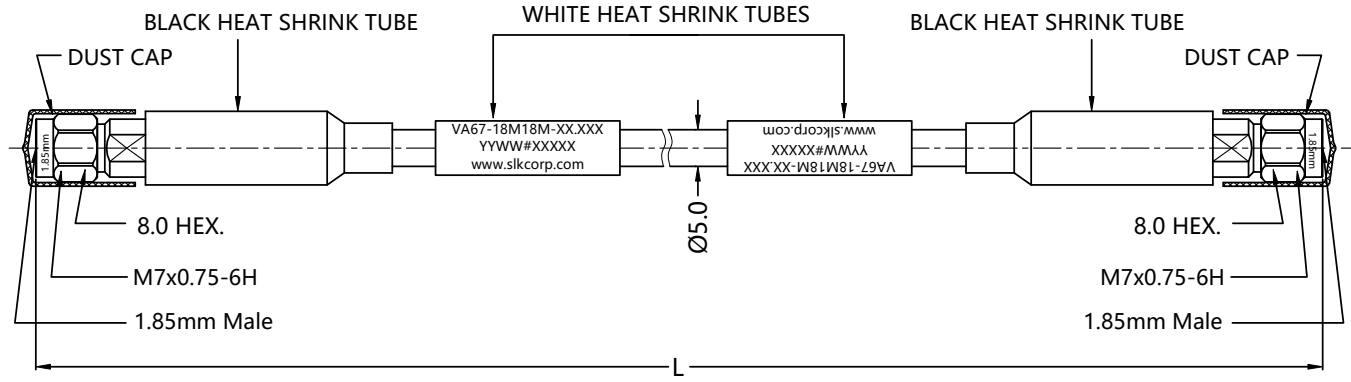 BLACK HEAT SHRINK TUBE
WHITE HEAT SHRINK TUBES
BLACK HEAT SHRINK TUBE
DUST CAP
DUST CAP
1.85mm
VA67-18M18M-XX.XXX
YYWW#XXXXX
www.slkcorp.com
VA67-18M18M-XX.XXX
YYWW#XXXXX
www.slkcorp.com
1.85mm
Ø5.0
8.0 HEX.
8.0 HEX.
M7x0.75-6H
M7x0.75-6H
1.85mm Male
1.85mm Male
L